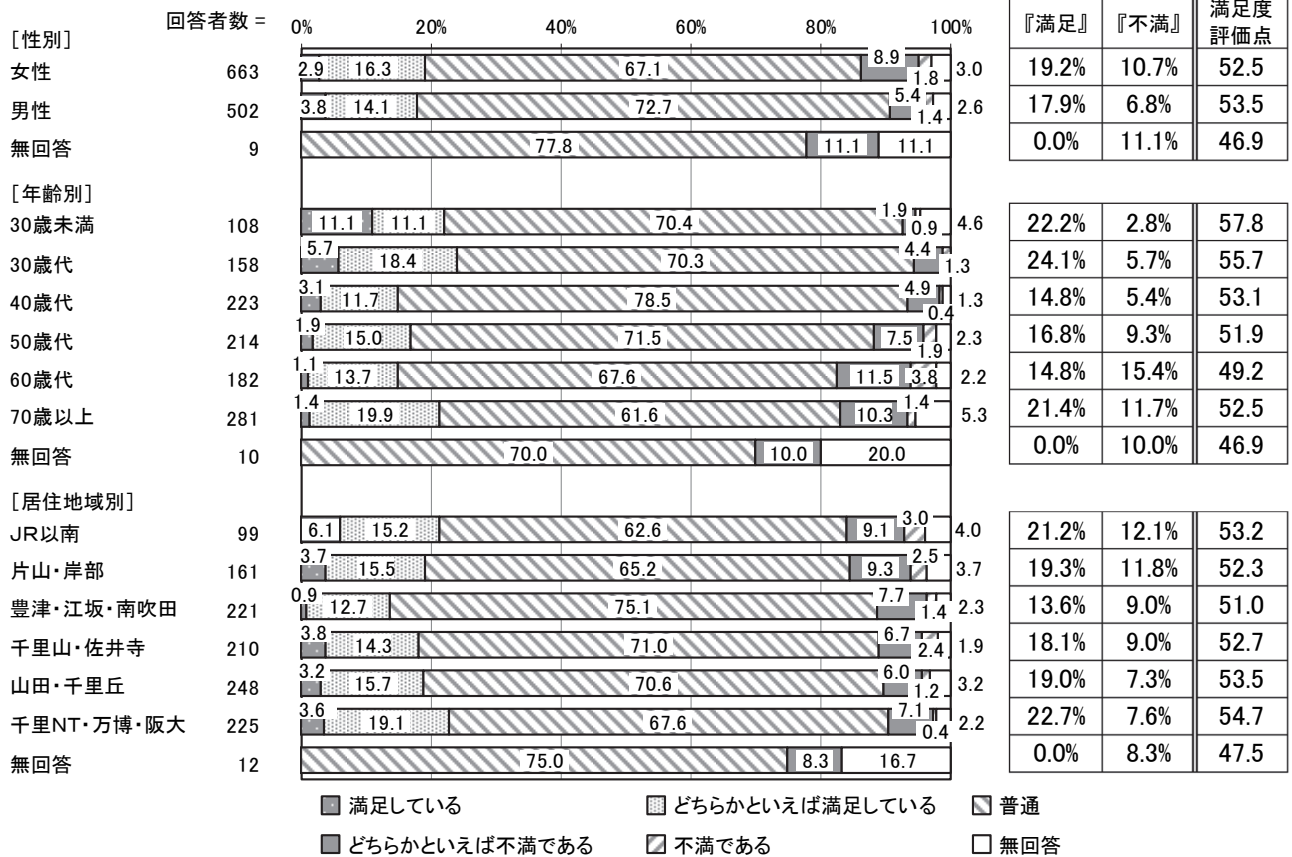 回答者数 = 0% 20% 40% 60% 80% 100% 『満足』 『不満』 満足度
評価点
[性別]
女性 663 2.9 16.3 67.1 8.9 1.8 3.0 19.2% 10.7% 52.5
男性 502 3.8 14.1 72.7 5.4 1.4 2.6 17.9% 6.8% 53.5
無回答 9 77.8 11.1 11.1 0.0% 11.1% 46.9
[年齢別]
30歳未満 108 11.1 11.1 70.4 1.9 0.9 4.6 22.2% 2.8% 57.8
30歳代 158 5.7 18.4 70.3 4.4 1.3 24.1% 5.7% 55.7
40歳代 223 3.1 11.7 78.5 4.9 0.4 1.3 14.8% 5.4% 53.1
50歳代 214 1.9 15.0 71.5 7.5 1.9 2.3 16.8% 9.3% 51.9
60歳代 182 1.1 13.7 67.6 11.5 3.8 2.2 14.8% 15.4% 49.2
70歳以上 281 1.4 19.9 61.6 10.3 1.4 5.3 21.4% 11.7% 52.5
無回答 10 70.0 10.0 20.0 0.0% 10.0% 46.9
[居住地域別]
JR以南 99 6.1 15.2 62.6 9.1 3.0 4.0 21.2% 12.1% 53.2
片山・岸部 161 3.7 15.5 65.2 9.3 2.5 3.7 19.3% 11.8% 52.3
豊津・江坂・南吹田 221 0.9 12.7 75.1 7.7 1.4 2.3 13.6% 9.0% 51.0
千里山・佐井寺 210 3.8 14.3 71.0 6.7 2.4 1.9 18.1% 9.0% 52.7
山田・千里丘 248 3.2 15.7 70.6 6.0 1.2 3.2 19.0% 7.3% 53.5
千里NT・万博・阪大 225 3.6 19.1 67.6 7.1 0.4 2.2 22.7% 7.6% 54.7
無回答 12 75.0 8.3 16.7 0.0% 8.3% 47.5
満足している どちらかといえば満足している 普通
どちらかといえば不満である 不満である 無回答